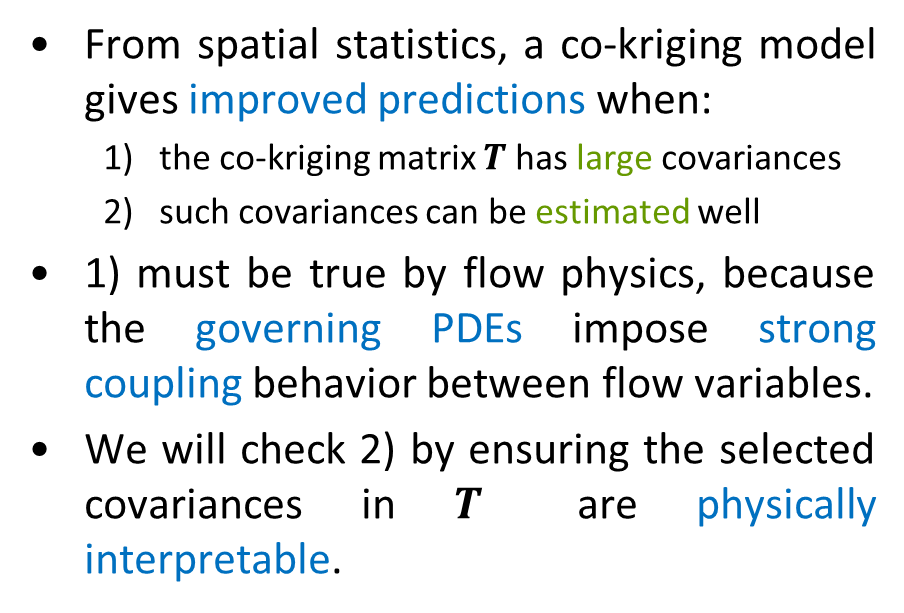 • From spatial statistics, a co-kriging model
gives improved predictions when:
1) the co-kriging matrix T has large covariances
2) such covariances can be estimated well
• 1) must be true by flow physics, because
the governing PDEs impose strong
coupling behavior between flow variables.
• We will check 2) by ensuring the selected
covariances in T are physically
interpretable.